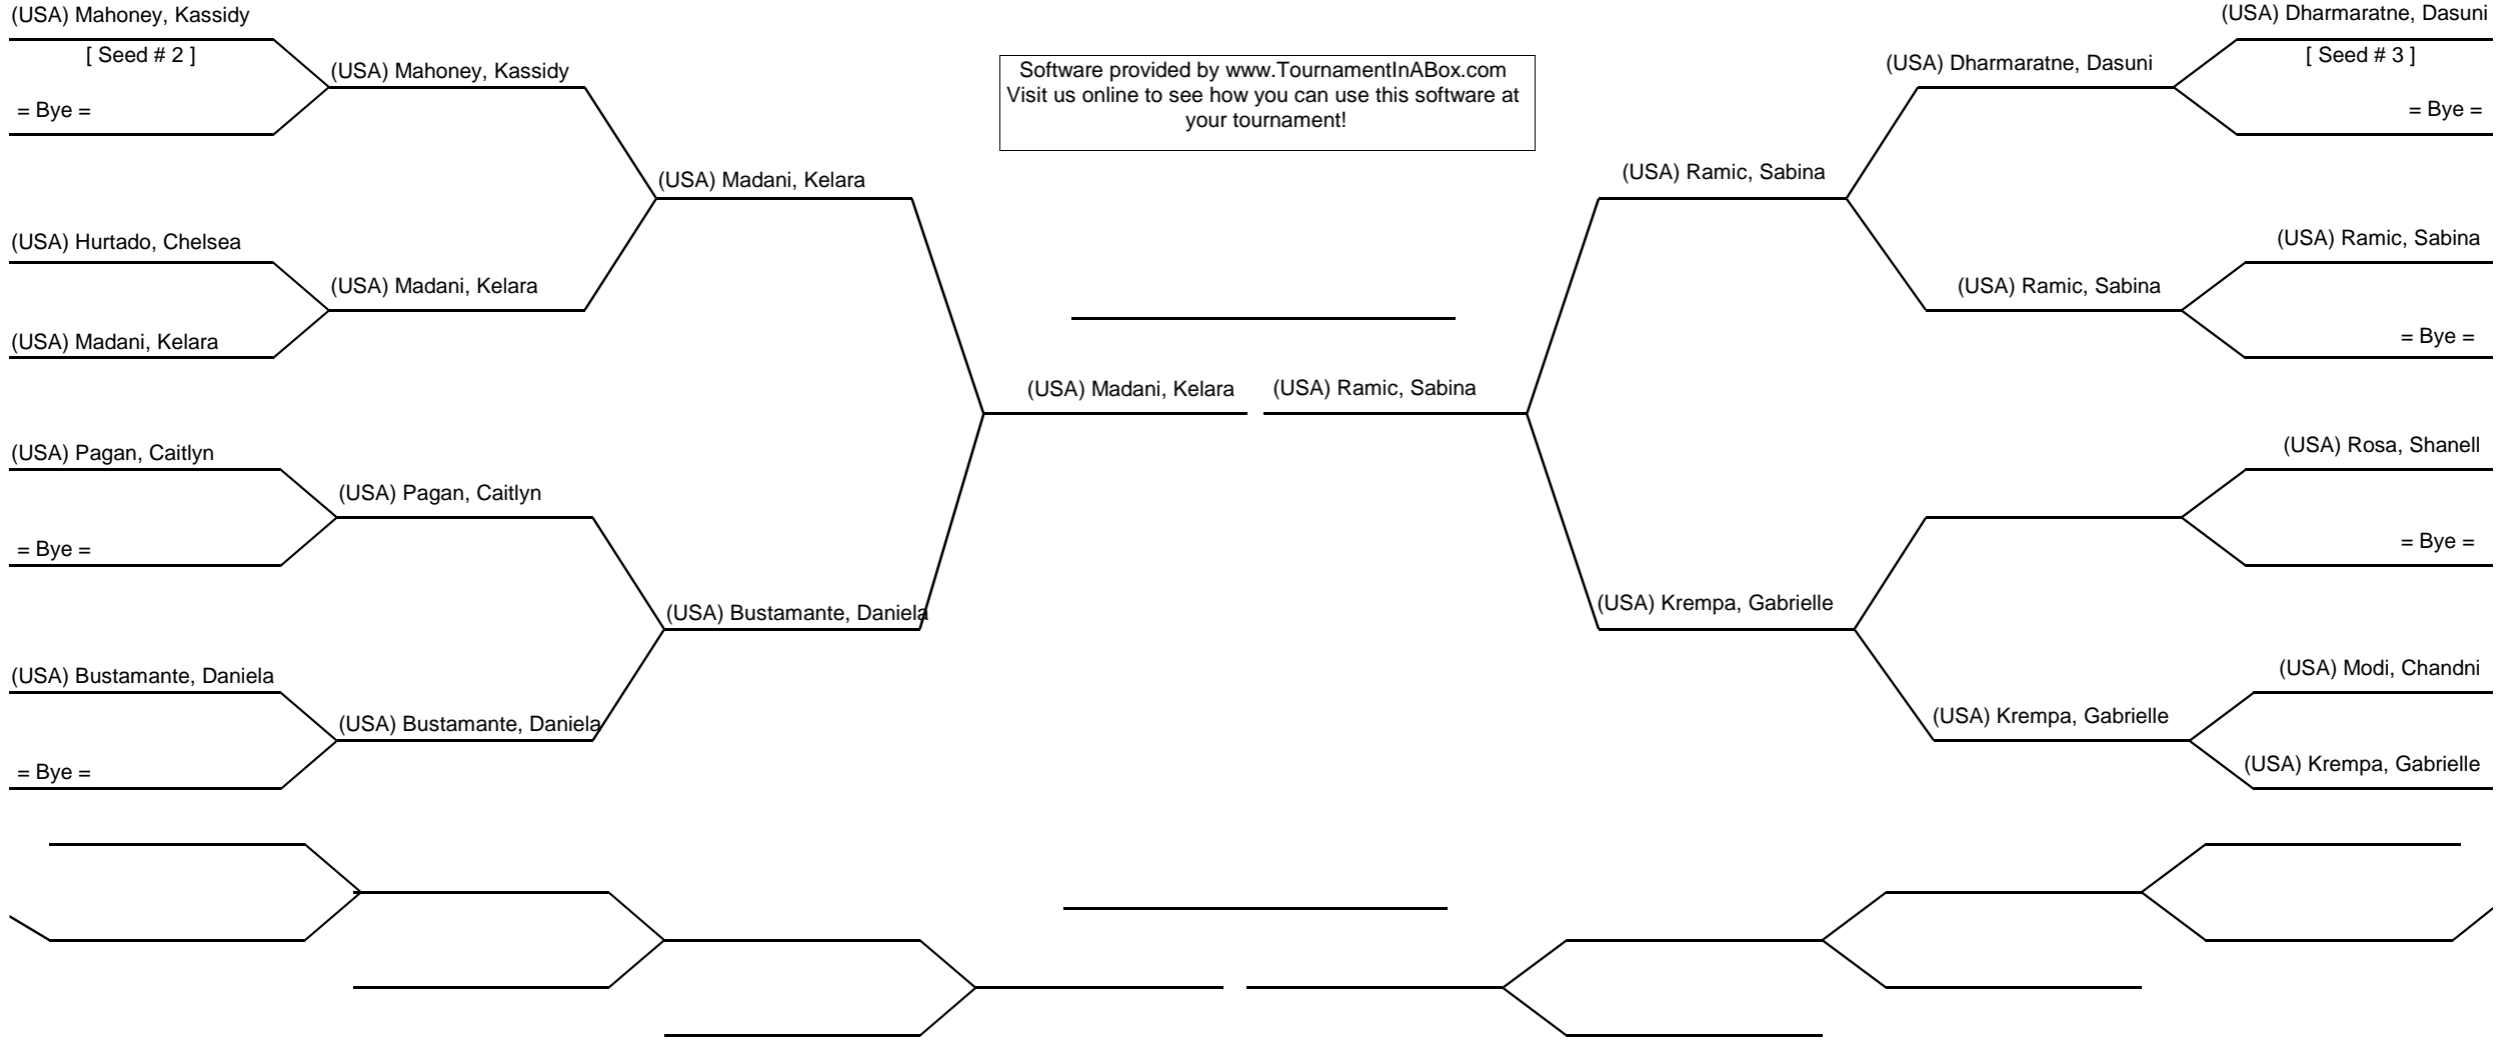 (USA) Mahoney, Kassidy
[ Seed # 2 ]
= Bye =
(USA) Hurtado, Chelsea
(USA) Madani, Kelara
(USA) Pagan, Caitlyn
= Bye =
(USA) Bustamante, Daniela
= Bye =
(USA) Mahoney, Kassidy
(USA) Madani, Kelara
(USA) Pagan, Caitlyn
(USA) Bustamante, Daniela
(USA) Madani, Kelara
(USA) Bustamante, Daniela
Software provided by www.TournamentInABox.com
Visit us online to see how you can use this software at
your tournament!
(USA) Madani, Kelara
(USA) Ramic, Sabina
(USA) Ramic, Sabina
(USA) Krempa, Gabrielle
(USA) Dharmaratne, Dasuni
(USA) Ramic, Sabina
(USA) Krempa, Gabrielle
(USA) Dharmaratne, Dasuni
[ Seed # 3 ]
= Bye =
(USA) Ramic, Sabina
= Bye =
(USA) Rosa, Shanell
= Bye =
(USA) Modi, Chandni
(USA) Krempa, Gabrielle